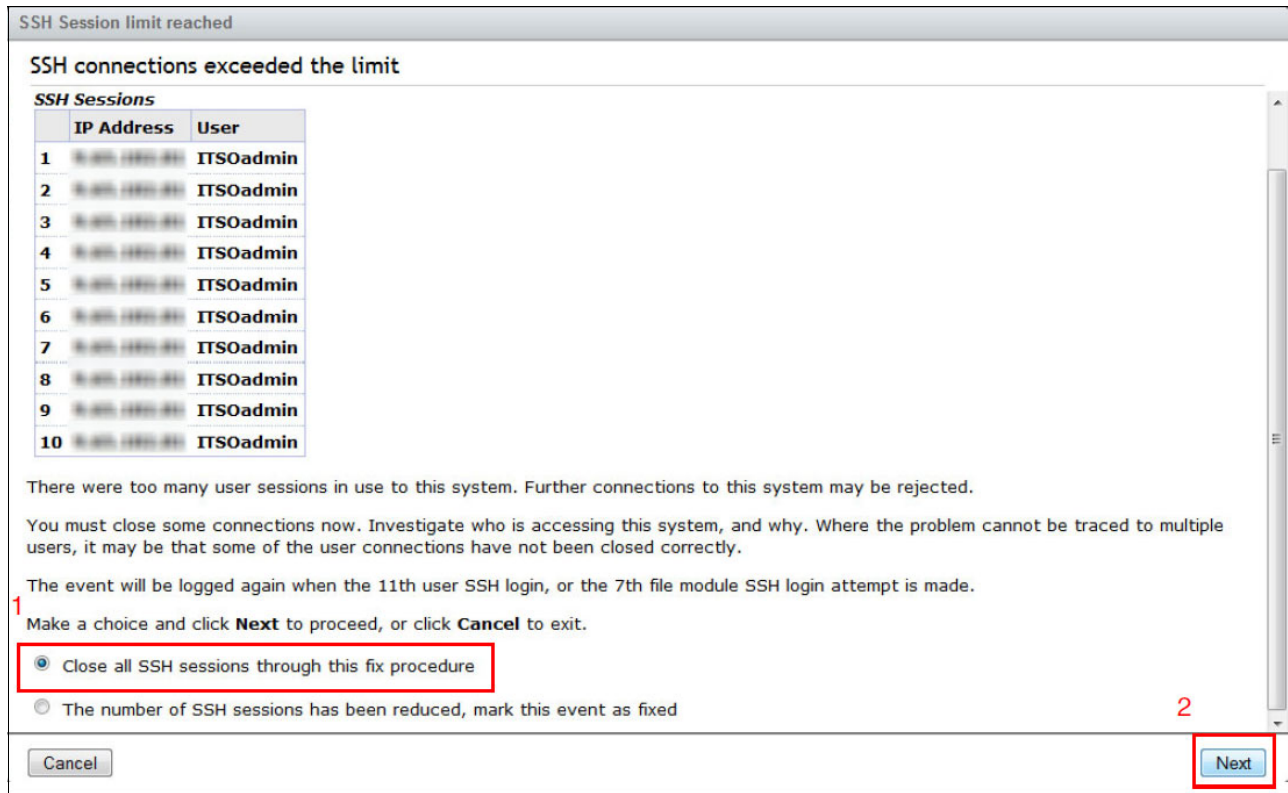 SSH Session limit reached
SSH connections exceeded the limit
SSH Sessions
IP Address User
1 ITSOadmin
2 ITSOadmin
3 ITSOadmin
4 ITSOadmin
5 ITSOadmin
6 ITSOadmin
7 ITSOadmin
8 ITSOadmin
9 ITSOadmin
10 ITSOadmin
There were too many user sessions in use to this system. Further connections to this system may be rejected.
You must close some connections now. Investigate who is accessing this system, and why. Where the problem cannot be traced to multiple
users, it may be that some of the user connections have not been closed correctly.
The event will be logged again when the 11th user SSH login, or the 7th file module SSH login attempt is made.
1
Make a choice and click Next to proceed, or click Cancel to exit.
Close all SSH sessions through this fix procedure
The number of SSH sessions has been reduced, mark this event as fixed
2
Cancel
Next